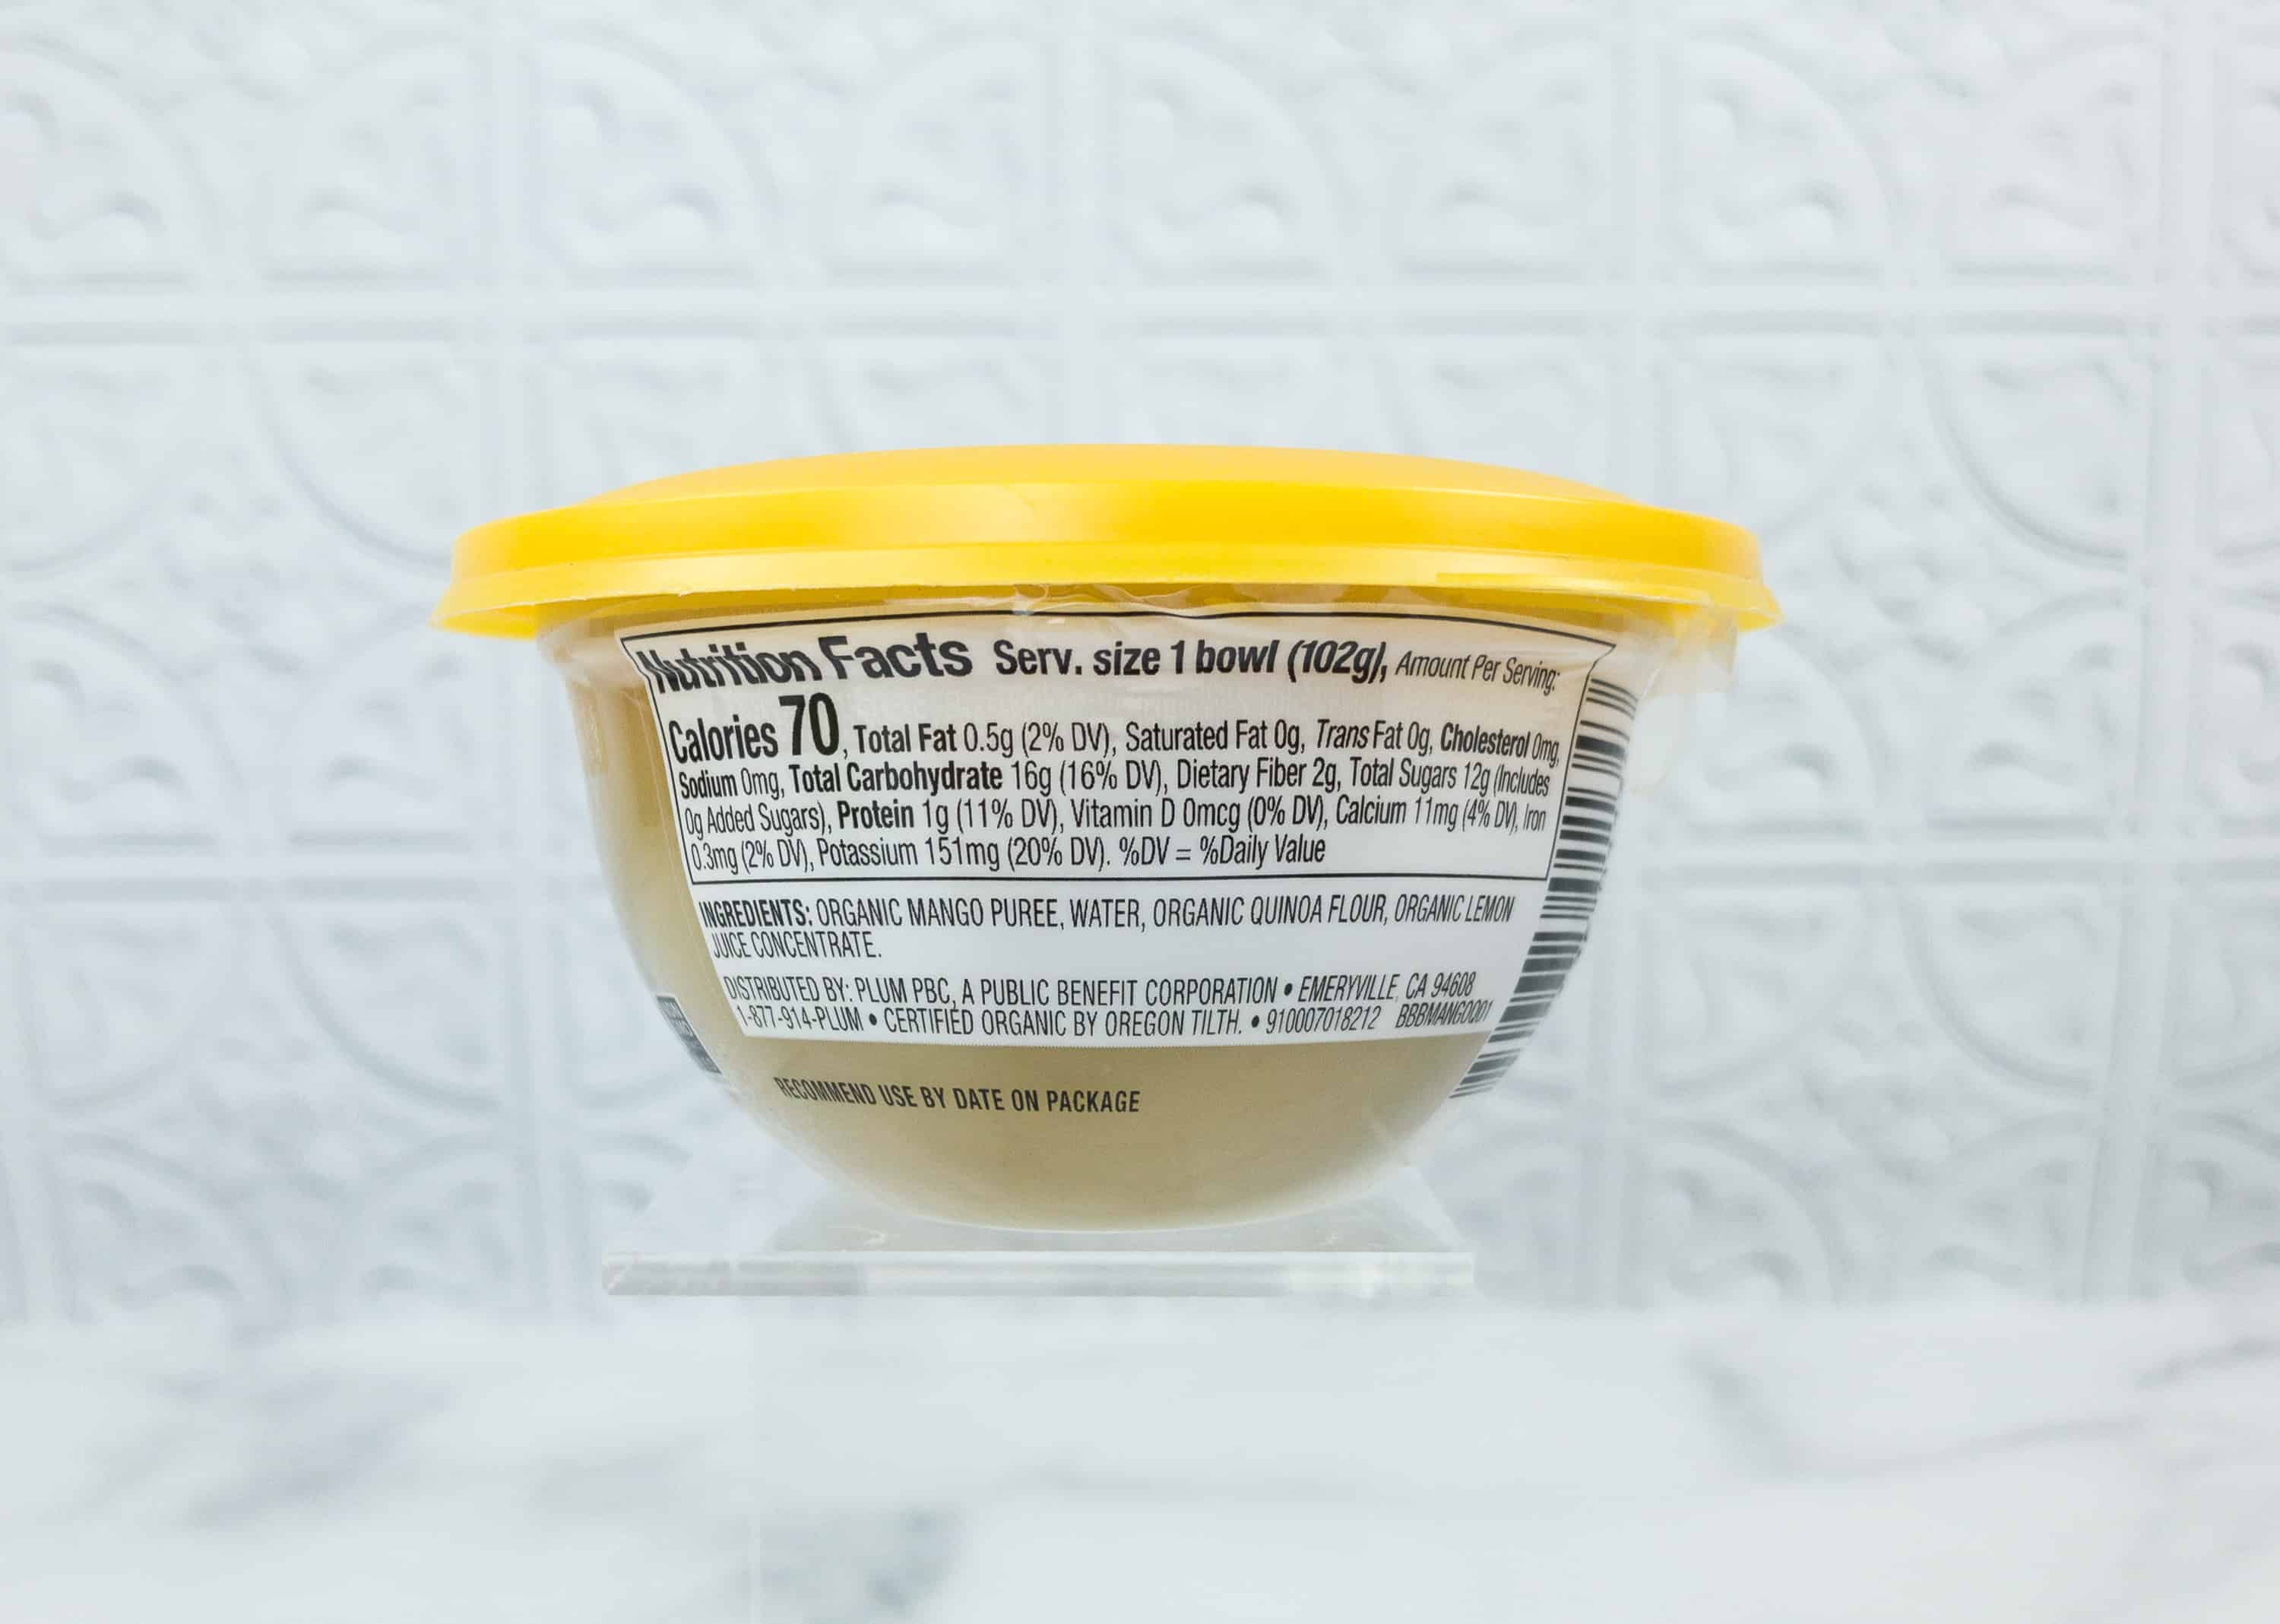 Nutrition Facts Serv. size 1 bowl (102g), Amount Per Serving:
Calories 70, Total Fat 0.5g (2% DV), Saturated Fat 0g, Trans Fat 0g, Cholesterol 0mg,
Sodium 0mg, Total Carbohydrate 16g (16% DV), Dietary Fiber 2g, Total Sugars 12g (Includes
0g Added Sugars), Protein 1g (11% DV), Vitamin D 0mcg (0% DV), Calcium 11mg (4% DV), Iron
0.3mg (2% DV), Potassium 151mg (20% DV). %DV = %Daily Value
INGREDIENTS: ORGANIC MANGO PUREE, WATER, ORGANIC QUINOA FLOUR, ORGANIC LEMON
JUICE CONCENTRATE.
DISTRIBUTED BY: PLUM PBC, A PUBLIC BENEFIT CORPORATION • EMERYVILLE, CA 94608
1-877-914-PLUM • CERTIFIED ORGANIC BY OREGON TILTH. • 910007018212 BBBMANGOQ01
RECOMMEND USE BY DATE ON PACKAGE